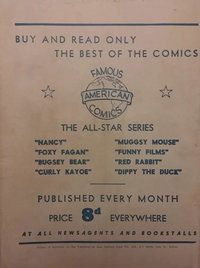 BUY AND READ ONLY
THE BEST OF THE COMICS
FAMOUS
AMERICAN
COMICS
THE ALL-STAR SERIES
"NANCY" "MUGGSY MOUSE"
"FOXY FAGAN" "FUNNY FILMS"
"BUGSEY BEAR" "RED RABBIT"
"CURLY KAYOE" "DIPPY THE DUCK"
PUBLISHED EVERY MONTH
PRICE 8d EVERYWHERE
AT ALL NEWSAGENTS AND BOOKSTALLS